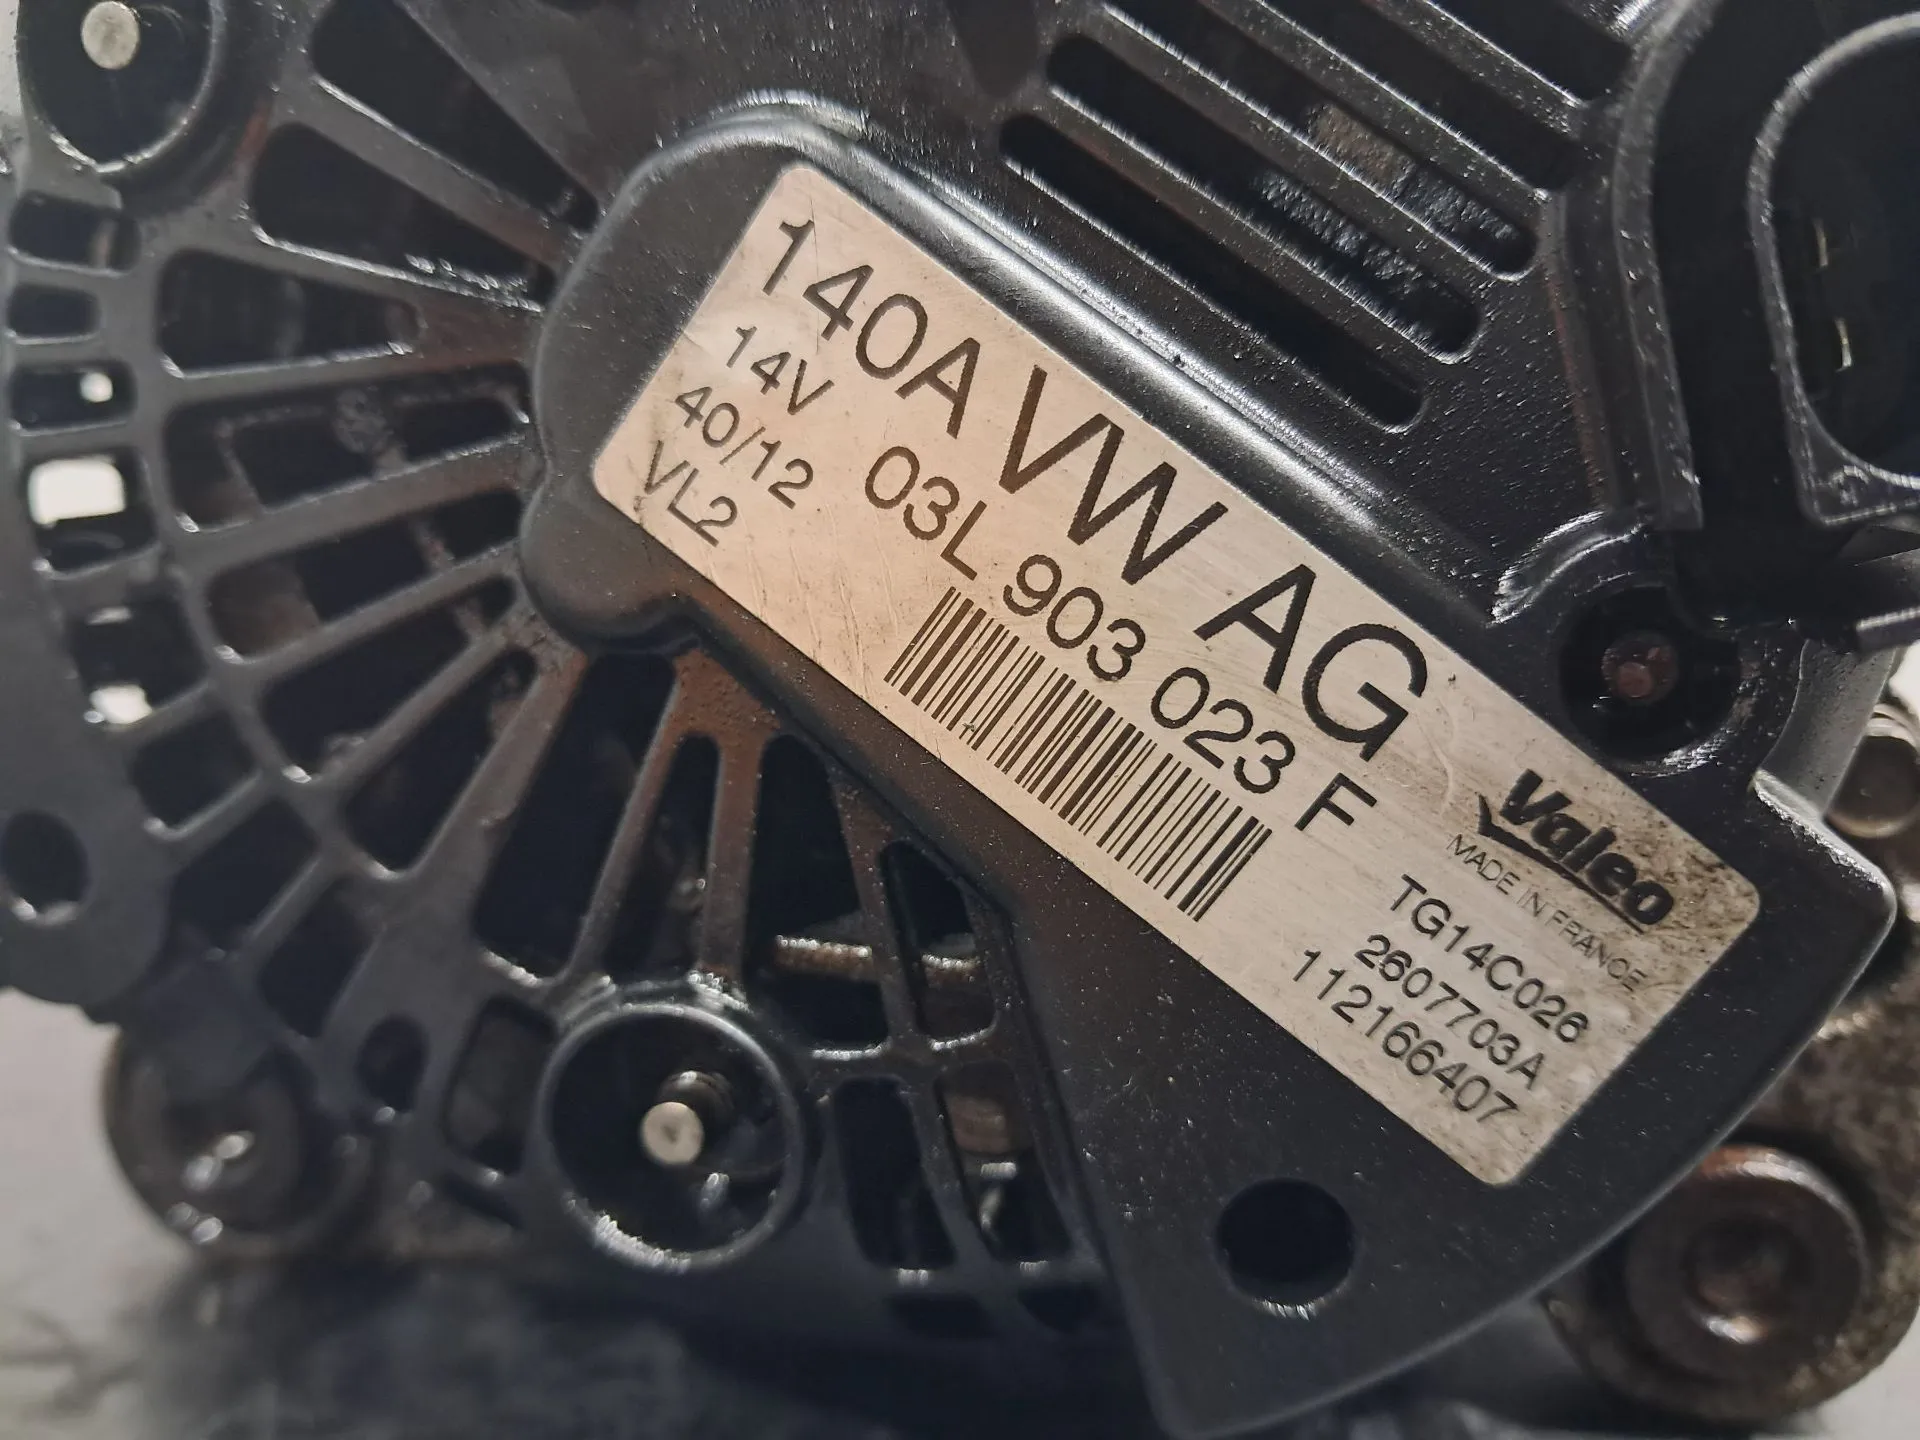 140A VW AG
14V 03L 903 023 F
40/12
VL2
Valeo
MADE IN FRANCE
TG14C026
2607703A
112166407